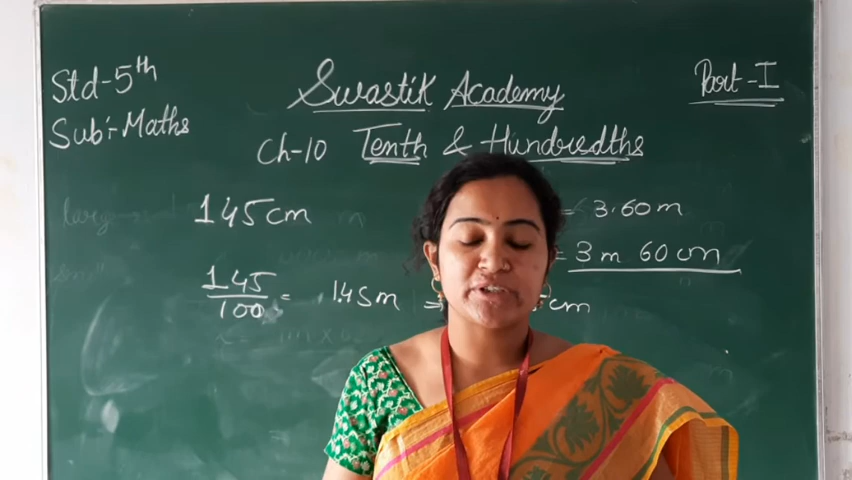 Std-5th
Swastik Academy
Part-I
Sub:-Maths
Ch-10 Tenth & Hundredths
145cm
= 3.60m
= 3m 60cm
145/100 = 1.45m =
cm